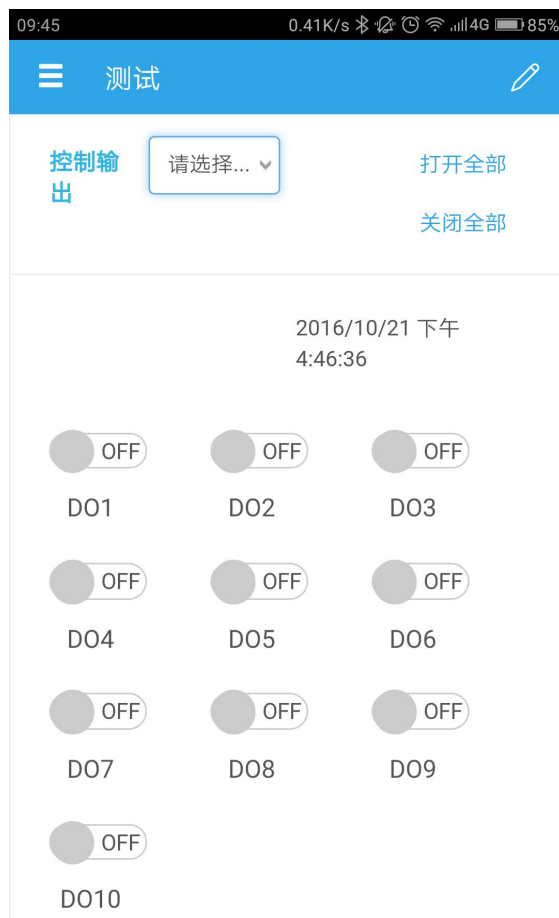 09:45 0.41K/s 4G 85%
测试
控制输出 请选择... 打开全部
关闭全部
2016/10/21 下午
4:46:36
OFF OFF OFF
DO1 DO2 DO3
OFF OFF OFF
DO4 DO5 DO6
OFF OFF OFF
DO7 DO8 DO9
OFF
DO10